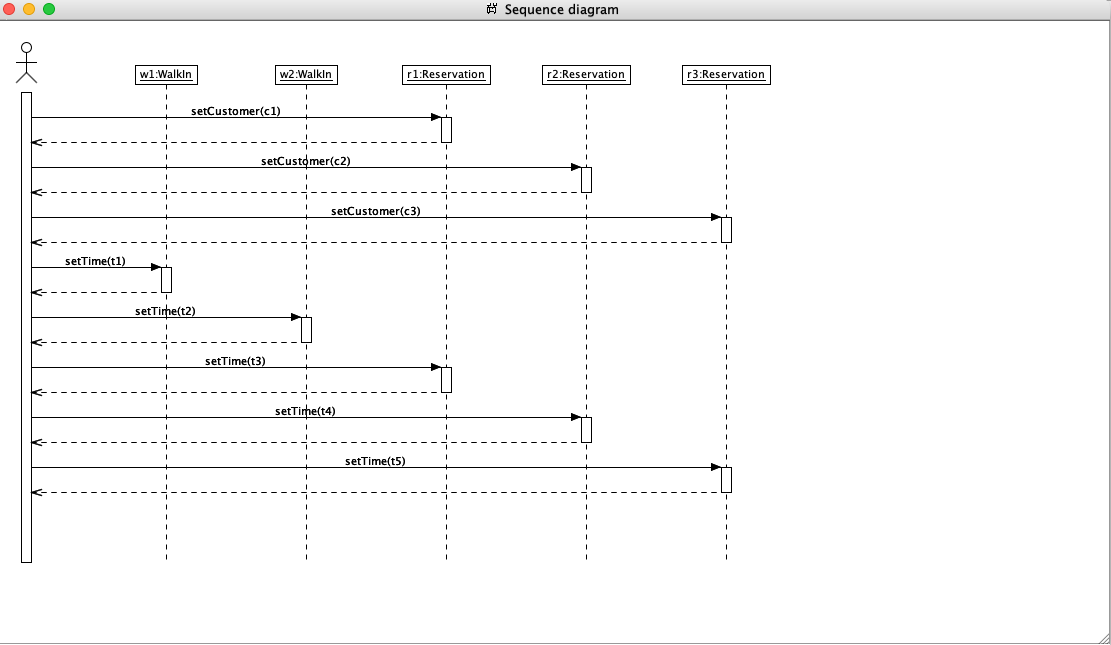 Sequence diagram
w1:WalkIn
w2:WalkIn
r1:Reservation
r2:Reservation
r3:Reservation
setCustomer(c1)
setCustomer(c2)
setCustomer(c3)
setTime(t1)
setTime(t2)
setTime(t3)
setTime(t4)
setTime(t5)